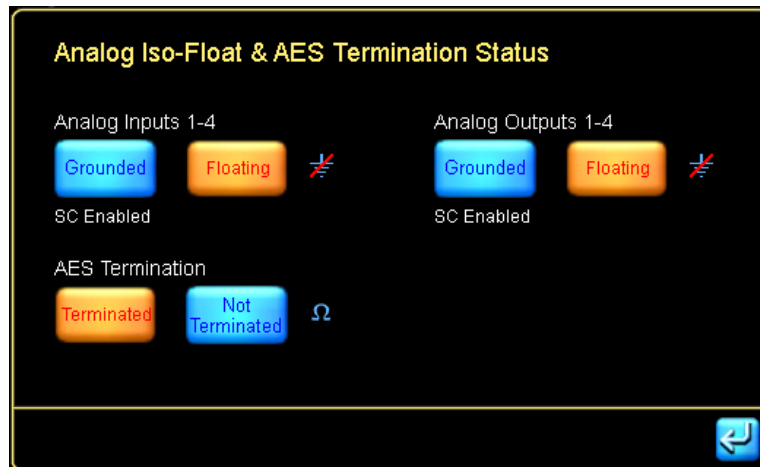 Analog Iso-Float & AES Termination Status
Analog Inputs 1-4
Grounded
Floating
SC Enabled
Analog Outputs 1-4
Grounded
Floating
SC Enabled
AES Termination
Terminated
Not
Terminated
Ω